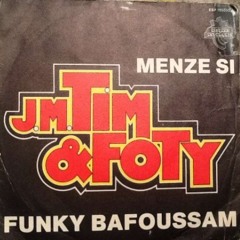 MENZE SI
J.M. TIM
& FOTY
FUNKY BAFOUSSAM